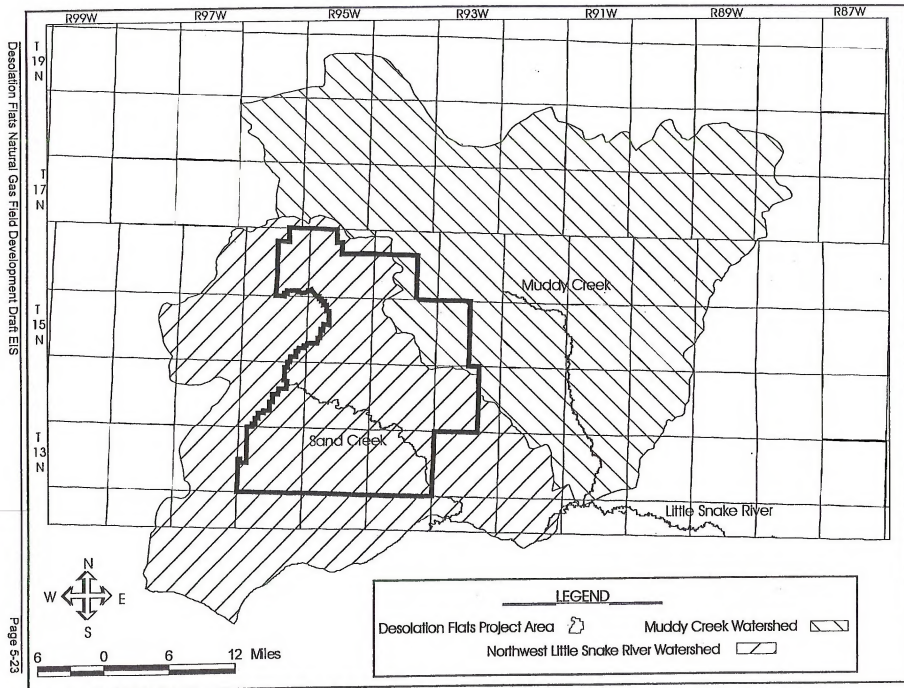 R99W R97W R95W R93W R91W R89W R87W
T
19
N
T
17
N
T
15
N
T
13
N
Desolation Flats Natural Gas Field Development Draft EIS
Page 5-23
Muddy Creek
Sand Creek
Little Snake River
N
W E
S
6 0 6 12 Miles
LEGEND
Desolation Flats Project Area Muddy Creek Watershed
Northwest Little Snake River Watershed